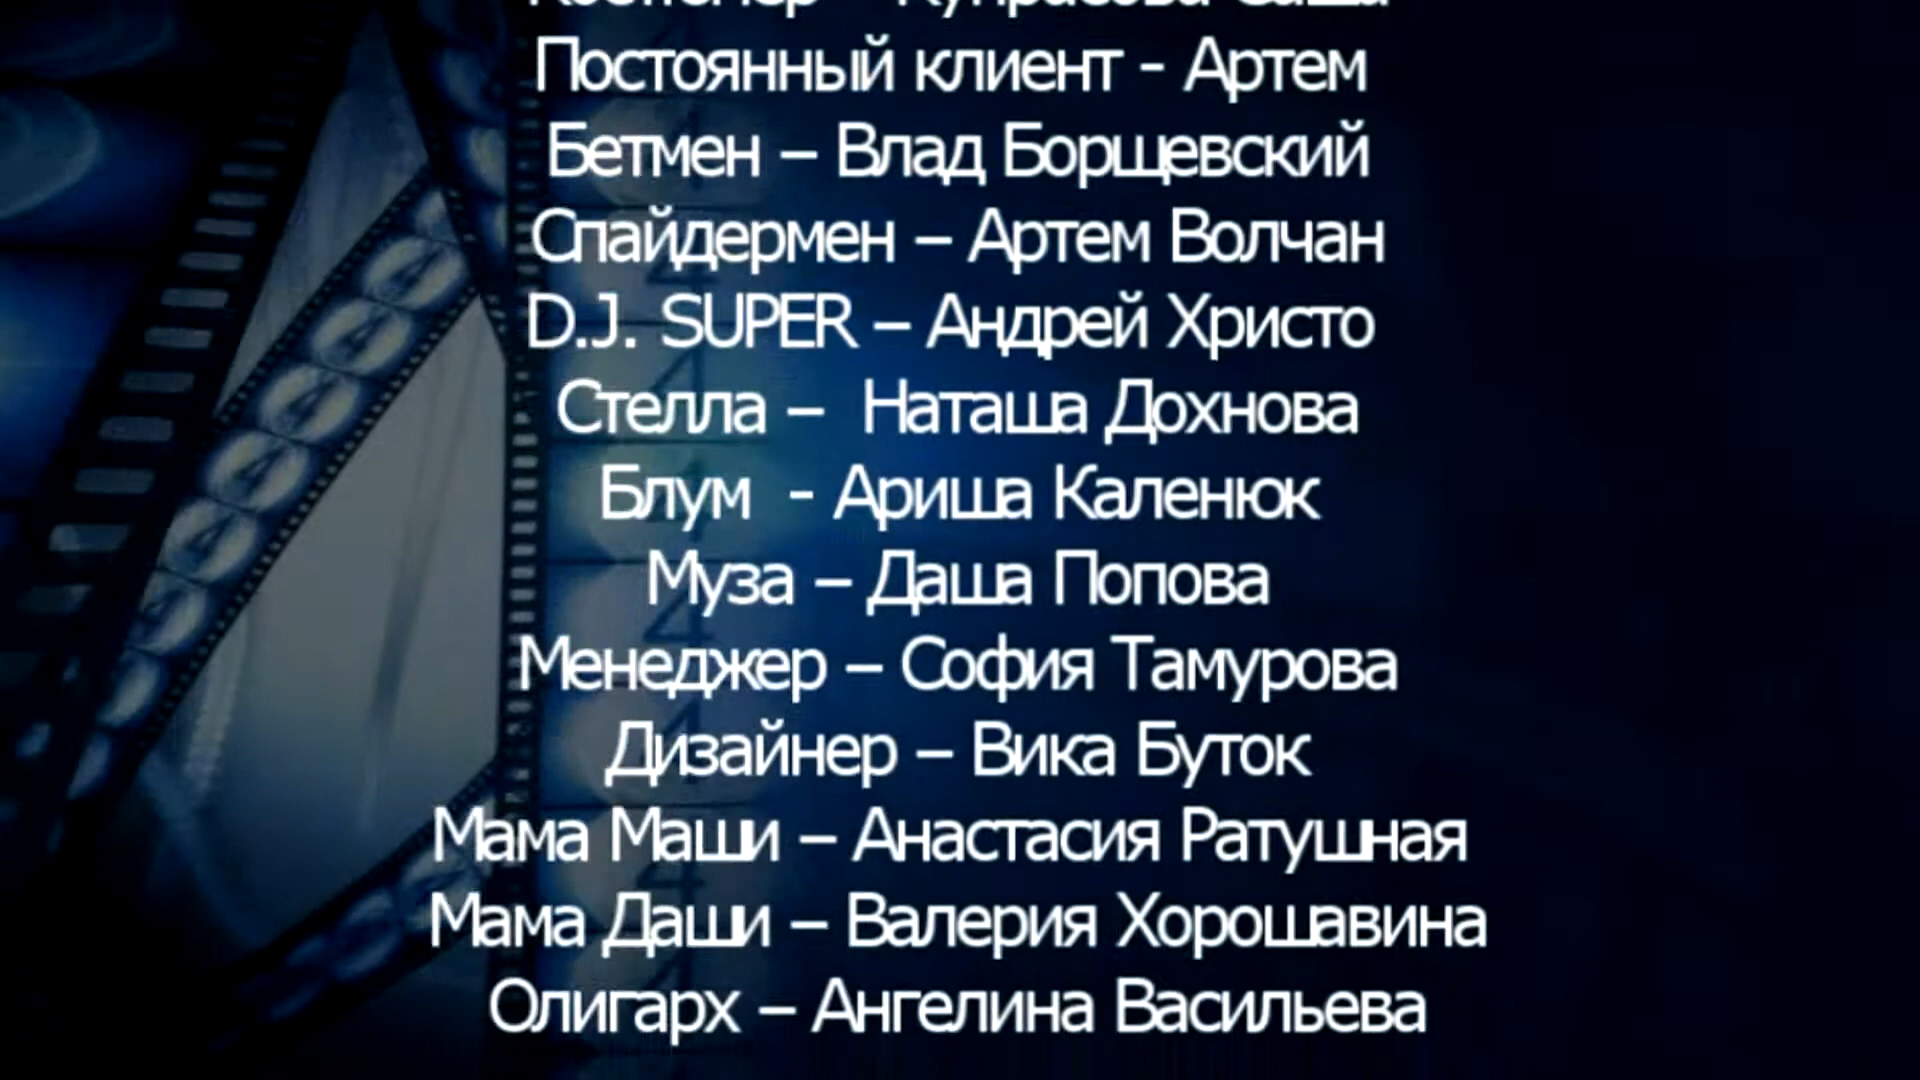 Постоянный клиент - Артем
Бетмен – Влад Борщевский
Спайдермен – Артем Волчан
D.J. SUPER – Андрей Христо
Стелла – Наташа Дохнова
Блум - Ариша Каленюк
Муза – Даша Попова
Менеджер – София Тамурова
Дизайнер – Вика Буток
Мама Маши – Анастасия Ратушная
Мама Даши – Валерия Хорошавина
Олигарх – Ангелина Васильева